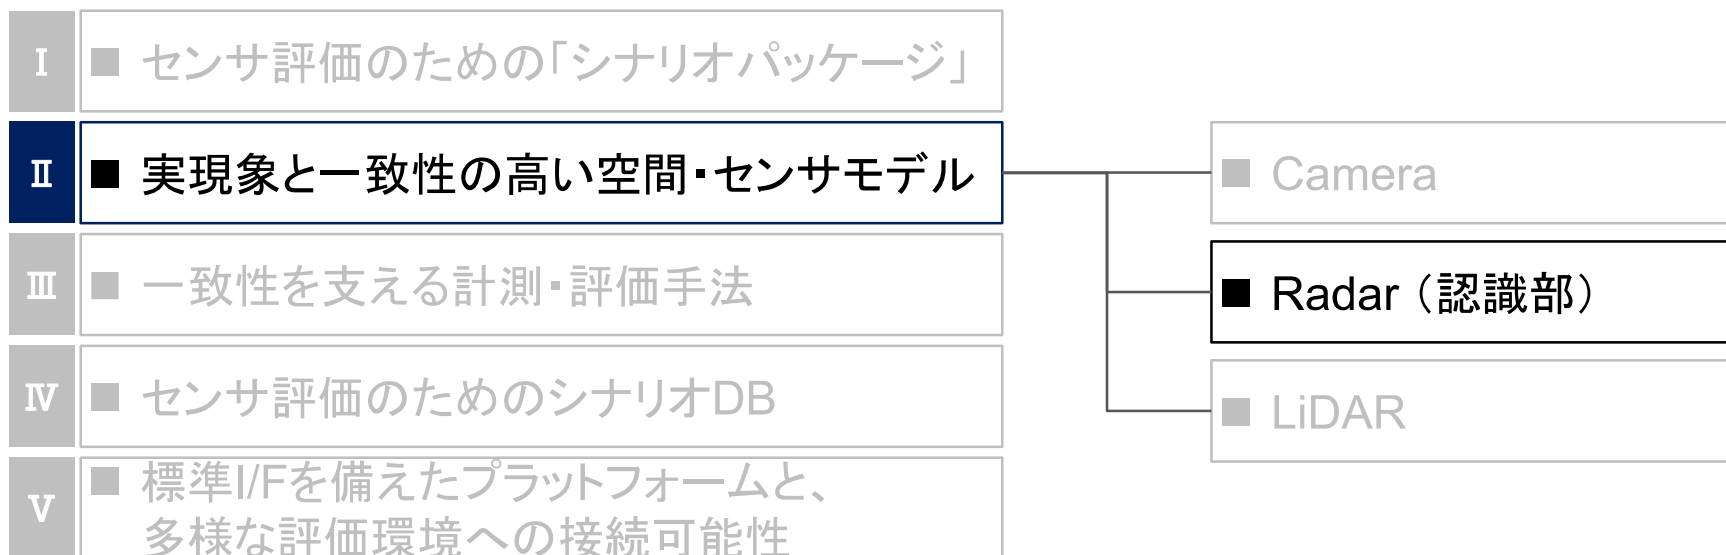 Ⅰ ■ センサ評価のための「シナリオパッケージ」
Ⅱ ■ 実現象と一致性の高い空間・センサモデル
Ⅲ ■ 一致性を支える計測・評価手法
Ⅳ ■ センサ評価のためのシナリオDB
Ⅴ ■ 標準I/Fを備えたプラットフォームと、
多様な評価環境への接続可能性
■ Camera
■ Radar（認識部）
■ LiDAR